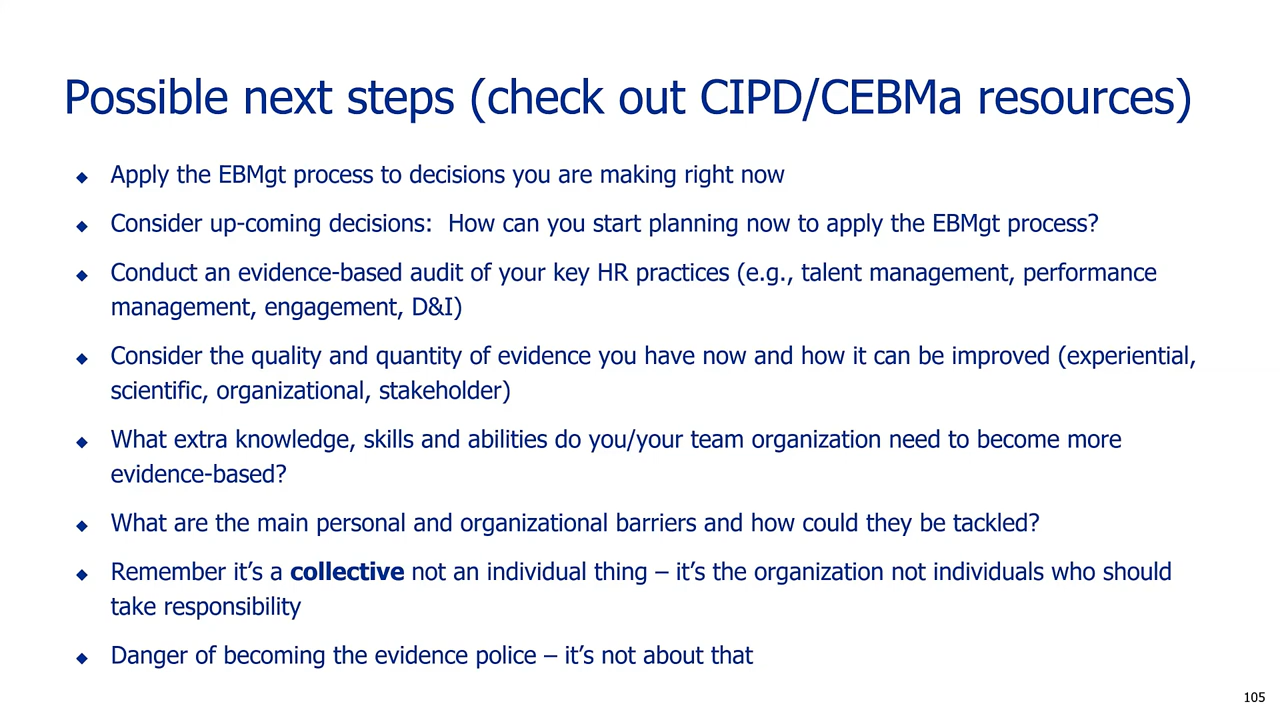 Possible next steps (check out CIPD/CEBMa resources)
◆ Apply the EBMgt process to decisions you are making right now
◆ Consider up-coming decisions:  How can you start planning now to apply the EBMgt process?
◆ Conduct an evidence-based audit of your key HR practices (e.g., talent management, performance
management, engagement, D&I)
◆ Consider the quality and quantity of evidence you have now and how it can be improved (experiential,
scientific, organizational, stakeholder)
◆ What extra knowledge, skills and abilities do you/your team organization need to become more
evidence-based?
◆ What are the main personal and organizational barriers and how could they be tackled?
◆ Remember it’s a collective not an individual thing – it’s the organization not individuals who should
take responsibility
◆ Danger of becoming the evidence police – it’s not about that
105